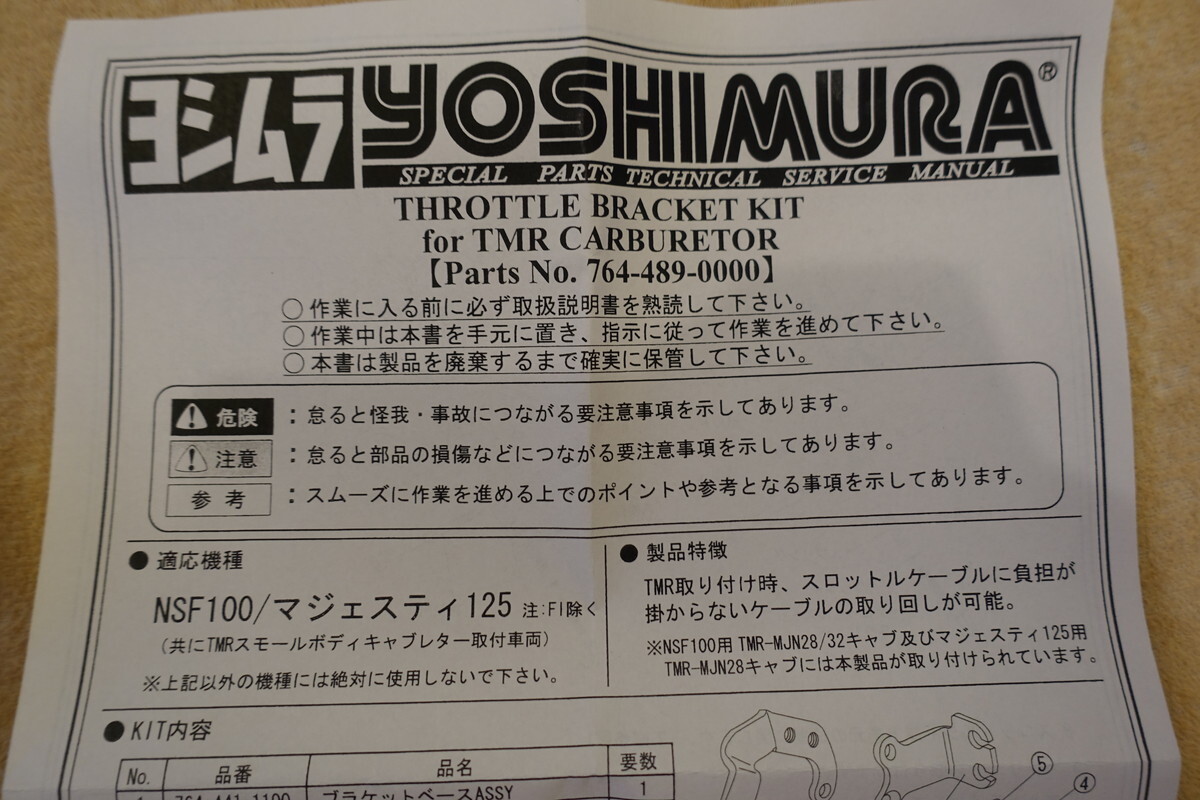 ヨシムラ YOSHIMURA®
SPECIAL PARTS TECHNICAL SERVICE MANUAL
THROTTLE BRACKET KIT
for TMR CARBURETOR
【Parts No. 764-489-0000】
○ 作業に入る前に必ず取扱説明書を熟読して下さい。
○ 作業中は本書を手元に置き、指示に従って作業を進めて下さい。
○ 本書は製品を廃棄するまで確実に保管して下さい。
危険 : 怠ると怪我・事故につながる要注意事項を示してあります。
注意 : 怠ると部品の損傷などにつながる要注意事項を示してあります。
参考 : スムーズに作業を進める上でのポイントや参考となる事項を示してあります。
● 適応機種
NSF100/マジェスティ125 注:FI除く
(共にTMRスモールボディキャブレター取付車両)
※上記以外の機種には絶対に使用しないで下さい。
● 製品特徴
TMR取り付け時、スロットルケーブルに負担が
掛からないケーブルの取り回しが可能。
※NSF100用 TMR-MJN28/32キャブ及びマジェスティ125用
TMR-MJN28キャブには本製品が取り付けられています。
● KIT内容
No. 品番 品名 要数
1 764-441-1100 ブラケットベースASSY 1
⑤
④